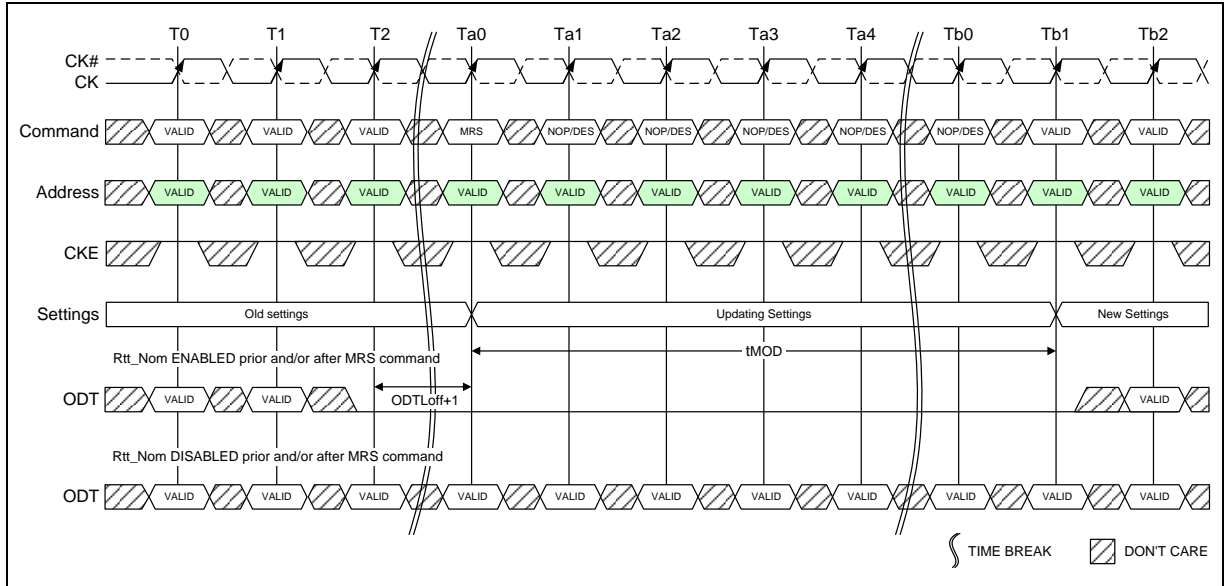 T0 T1 T2 Ta0 Ta1 Ta2 Ta3 Ta4 Tb0 Tb1 Tb2
CK#
CK
Command VALID VALID VALID MRS NOP/DES NOP/DES NOP/DES NOP/DES NOP/DES VALID VALID
Address VALID VALID VALID VALID VALID VALID VALID VALID VALID VALID VALID
CKE
Settings Old settings Updating Settings New Settings
Rtt_Nom ENABLED prior and/or after MRS command
tMOD
ODT VALID VALID ODTLoff+1 VALID
Rtt_Nom DISABLED prior and/or after MRS command
ODT VALID VALID VALID VALID VALID VALID VALID VALID VALID VALID VALID
TIME BREAK DON'T CARE